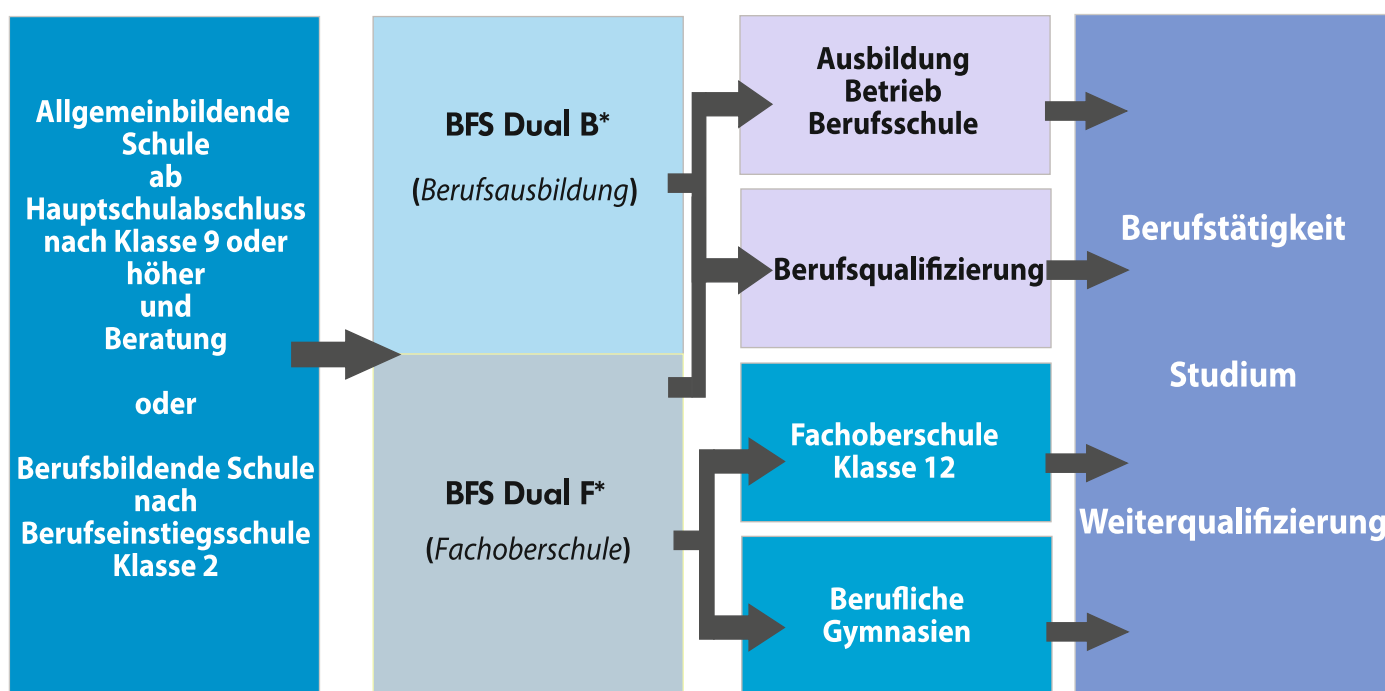 Allgemeinbildende
Schule
ab
Hauptschulabschluss
nach Klasse 9 oder
höher
und
Beratung
oder
Berufsbildende Schule
nach
Berufseinstiegsschule
Klasse 2
BFS Dual B*
(Berufsausbildung)
BFS Dual F*
(Fachoberschule)
Ausbildung
Betrieb
Berufsschule
Berufsqualifizierung
Fachoberschule
Klasse 12
Berufliche
Gymnasien
Berufstätigkeit
Studium
Weiterqualifizierung